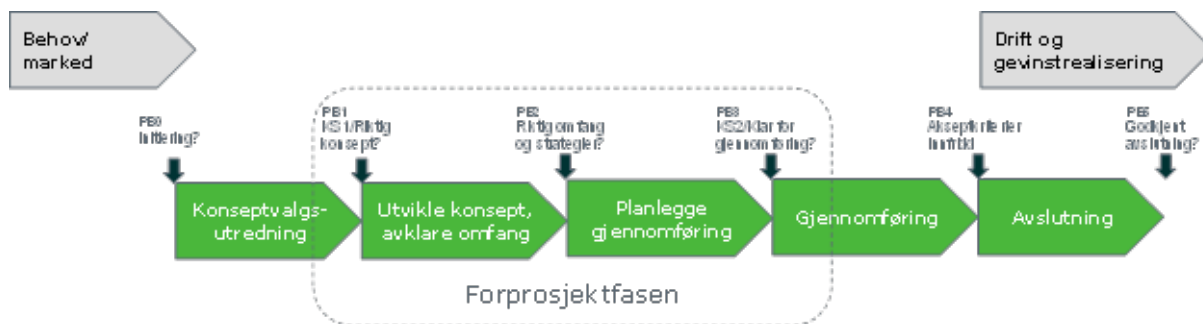 Behov/
marked
Drift og
gevinstrealisering
PB0
Initiering?
PB1
KS1/Riktig
konsept?
PB2
Riktig omfang
og strategier?
PB3
KS2/Klar for
gjennomføring?
PB4
Akseptkriterier
innfridd
PB5
Godkjent
avslutning?
Konseptvalgs-
utredning
Utvikle konsept,
avklare omfang
Planlegge
gjennomføring
Gjennomføring
Avslutning
Forprosjektfasen